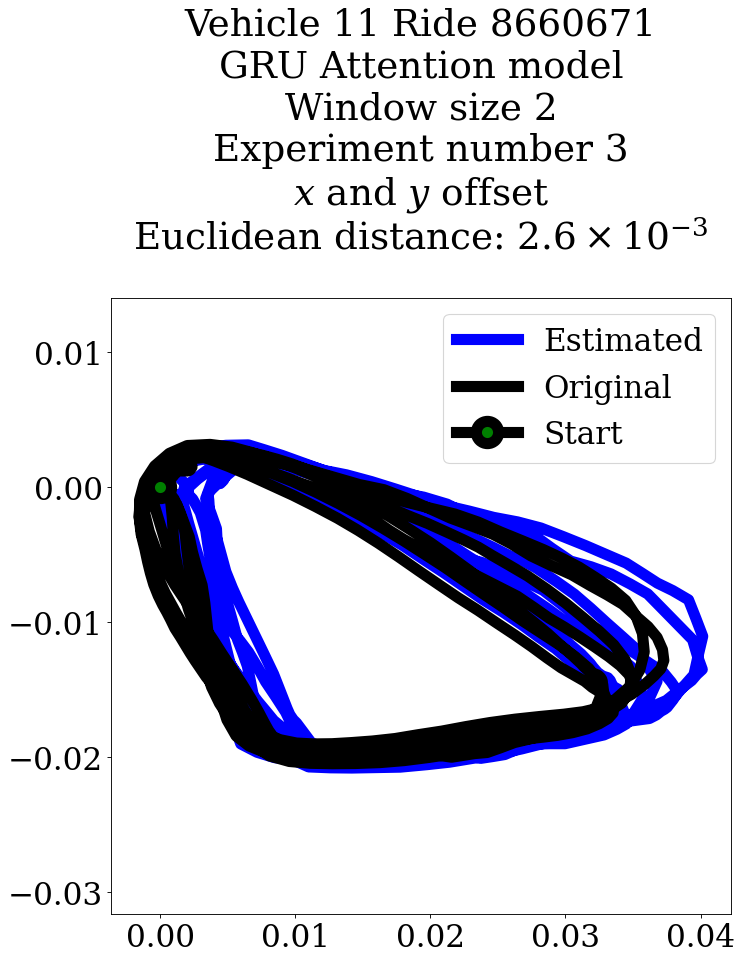 Vehicle 11 Ride 8660671
GRU Attention model
Window size 2
Experiment number 3
x and y offset
Euclidean distance: 2.6 × 10⁻³
Estimated
Original
Start
0.01
0.00
−0.01
−0.02
−0.03
0.00 0.01 0.02 0.03 0.04